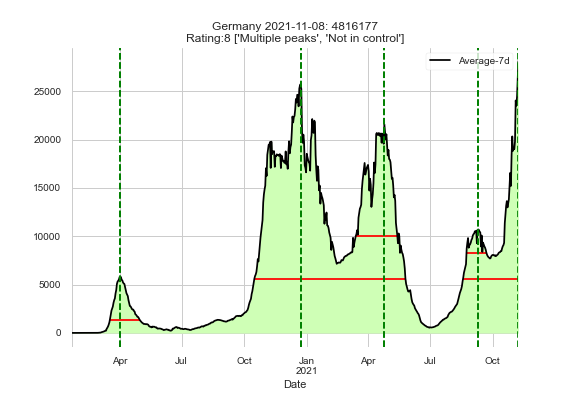 Germany 2021-11-08: 4816177
Rating:8 ['Multiple peaks', 'Not in control']
Average-7d
25000
20000
15000
10000
5000
0
Apr Jul Oct Jan Apr Jul Oct
2021
Date